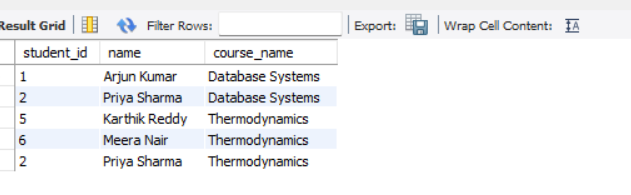 Result Grid Filter Rows: Export: Wrap Cell Content: IA
student_id name course_name
1 Arjun Kumar Database Systems
2 Priya Sharma Database Systems
5 Karthik Reddy Thermodynamics
6 Meera Nair Thermodynamics
2 Priya Sharma Thermodynamics